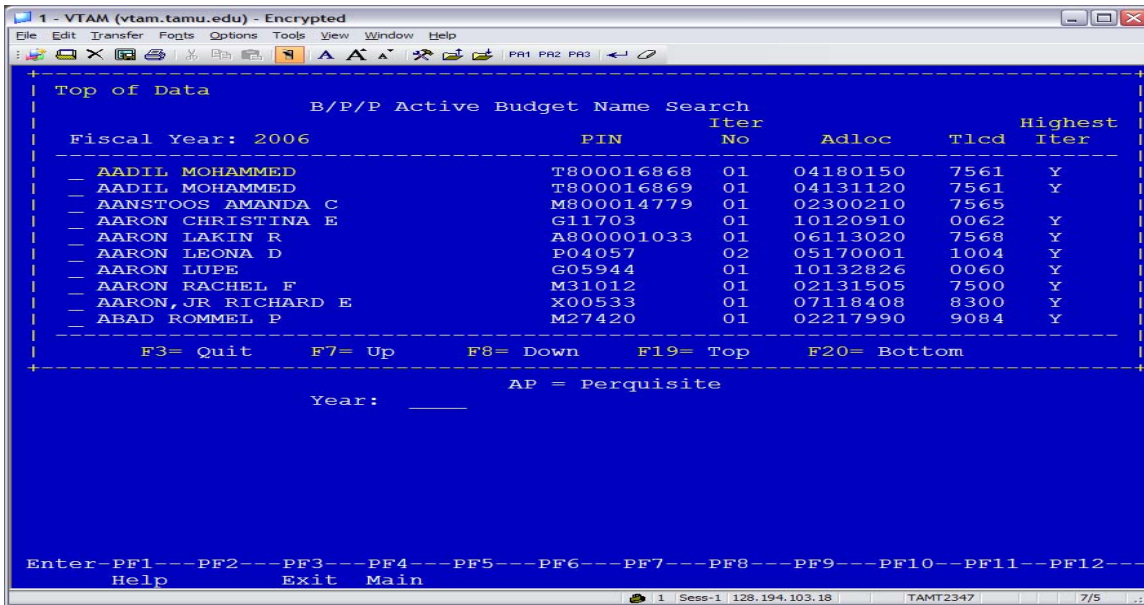 1 - VTAM (vtam.tamu.edu) - Encrypted
File Edit Transfer Fonts Options Tools View Window Help
PA1 PA2 PA3
Top of Data
B/P/P Active Budget Name Search
Iter Highest
Fiscal Year: 2006 PIN No Adloc Tlcd Iter
_ AADIL MOHAMMED T800016868 01 04180150 7561 Y
_ AADIL MOHAMMED T800016869 01 04131120 7561 Y
_ AANSTOOS AMANDA C M800014779 01 02300210 7565
_ AARON CHRISTINA E G11703 01 10120910 0062 Y
_ AARON LAKIN R A800001033 01 06113020 7568 Y
_ AARON LEONA D P04057 02 05170001 1004 Y
_ AARON LUPE G05944 01 10132826 0060 Y
_ AARON RACHEL F M31012 01 02131505 7500 Y
_ AARON,JR RICHARD E X00533 01 07118408 8300 Y
_ ABAD ROMMEL P M27420 01 02217990 9084 Y
F3= Quit F7= Up F8= Down F19= Top F20= Bottom
AP = Perquisite
Year: ____
Enter-PF1---PF2---PF3---PF4---PF5---PF6---PF7---PF8---PF9---PF10--PF11--PF12---
Help Exit Main
1 Sess-1 128.194.103.18 TAMT2347 7/5